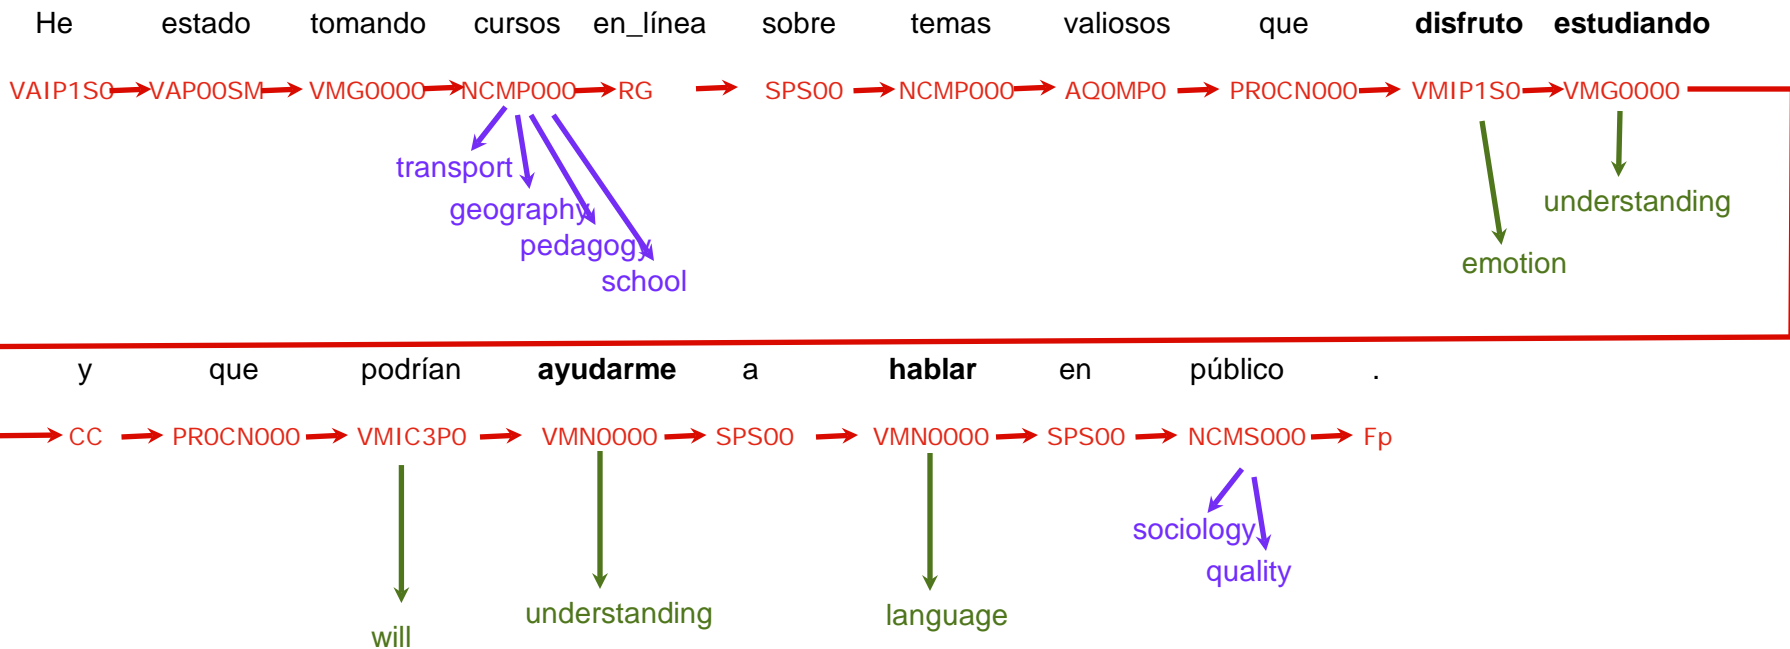 He estado tomando cursos en_línea sobre temas valiosos que disfruto estudiando
VAIP1S0 VAP00SM VMG0000 NCMP000 RG SPS00 NCMP000 AQ0MP0 PR0CN000 VMIP1S0 VMG0000
transport
geography
pedagogy
school
understanding
emotion
y que podrían ayudarme a hablar en público .
CC PR0CN000 VMIC3P0 VMN0000 SPS00 VMN0000 SPS00 NCMS000 Fp
sociology
quality
understanding
language
will